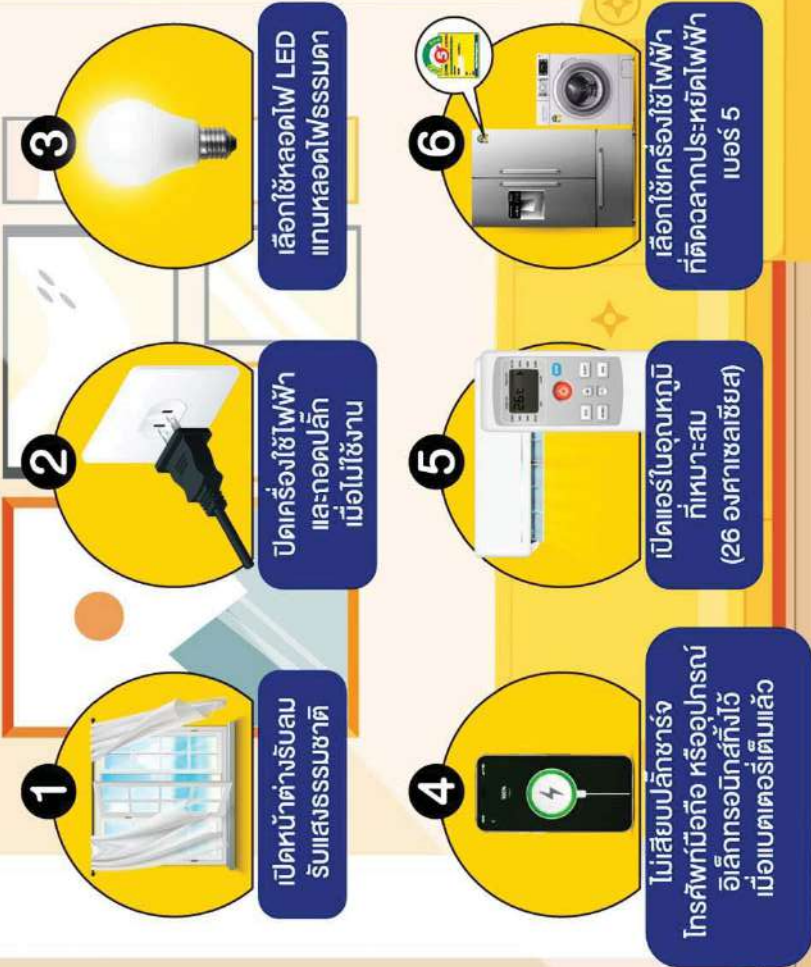 1
เปิดหน้าต่างรับลม
รับแสงธรรมชาติ
2
ปิดเครื่องใช้ไฟฟ้า
และถอดปลั๊ก
เมื่อไม่ใช้งาน
3
เลือกใช้หลอดไฟ LED
แทนหลอดไฟธรรมดา
4
ไม่เสียบปลั๊กชาร์จ
โทรศัพท์มือถือ หรืออุปกรณ์
อิเล็กทรอนิกส์ทิ้งไว้
เมื่อแบตเตอรี่เต็มแล้ว
5
26°C
เปิดแอร์ในอุณหภูมิ
ที่เหมาะสม
(26 องศาเซลเซียส)
6
5
เลือกใช้เครื่องใช้ไฟฟ้า
ที่ติดฉลากประหยัดไฟฟ้า
เบอร์ 5